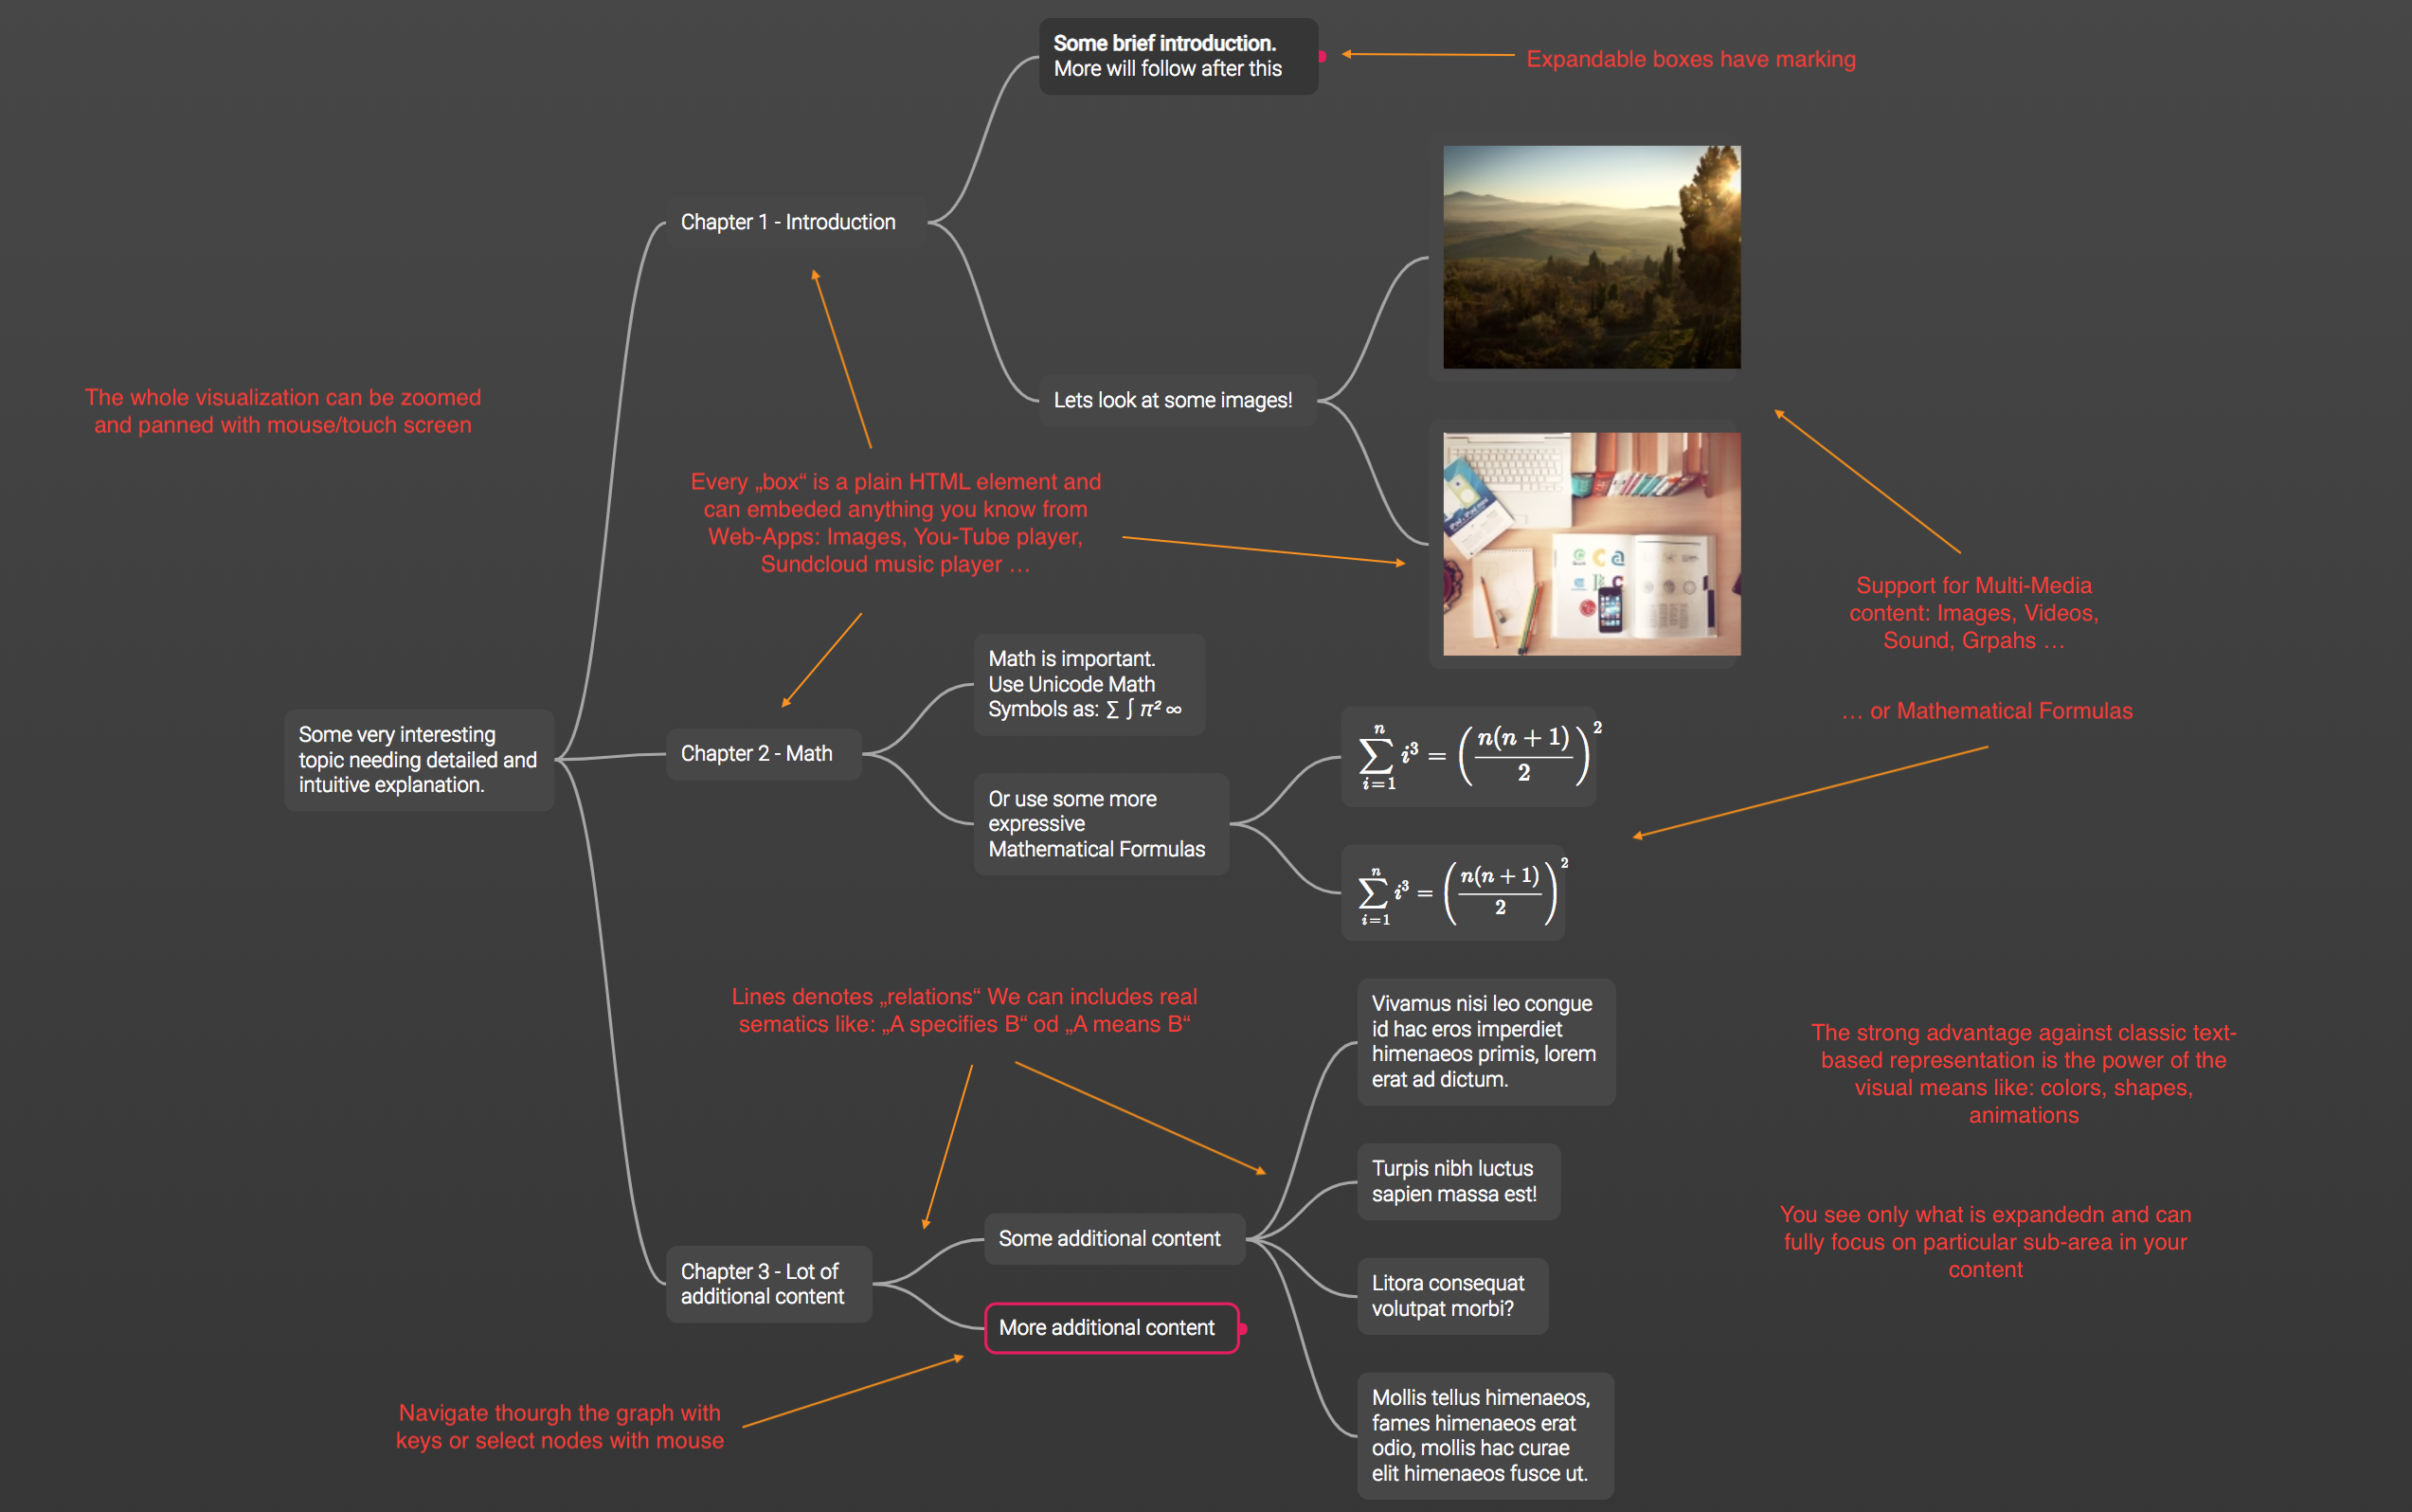 Some brief introduction.
More will follow after this
Expandable boxes have marking
Chapter 1 - Introduction
The whole visualization can be zoomed
and panned with mouse/touch screen
Lets look at some images!
Every „box“ is a plain HTML element and
can embeded anything you know from
Web-Apps: Images, You-Tube player,
Sundcloud music player …
Support for Multi-Media
content: Images, Videos,
Sound, Grpahs …
… or Mathematical Formulas
Some very interesting
topic needing detailed and
intuitive explanation.
Chapter 2 - Math
Math is important.
Use Unicode Math
Symbols as: ∑ ∫ π² ∞
Or use some more
expressive
Mathematical Formulas
∑_{i=1}^{n} i³ = (n(n + 1)/2)²
∑_{i=1}^{n} i³ = (n(n + 1)/2)²
Lines denotes „relations“ We can includes real
sematics like: „A specifies B“ od „A means B“
Vivamus nisi leo congue
id hac eros imperdiet
himenaeos primis, lorem
erat ad dictum.
The strong advantage against classic text-
based representation is the power of the
visual means like: colors, shapes,
animations
Turpis nibh luctus
sapien massa est!
You see only what is expandedn and can
fully focus on particular sub-area in your
content
Chapter 3 - Lot of
additional content
Some additional content
More additional content
Litora consequat
volutpat morbi?
Mollis tellus himenaeos,
fames himenaeos erat
odio, mollis hac curae
elit himenaeos fusce ut.
Navigate thourgh the graph with
keys or select nodes with mouse